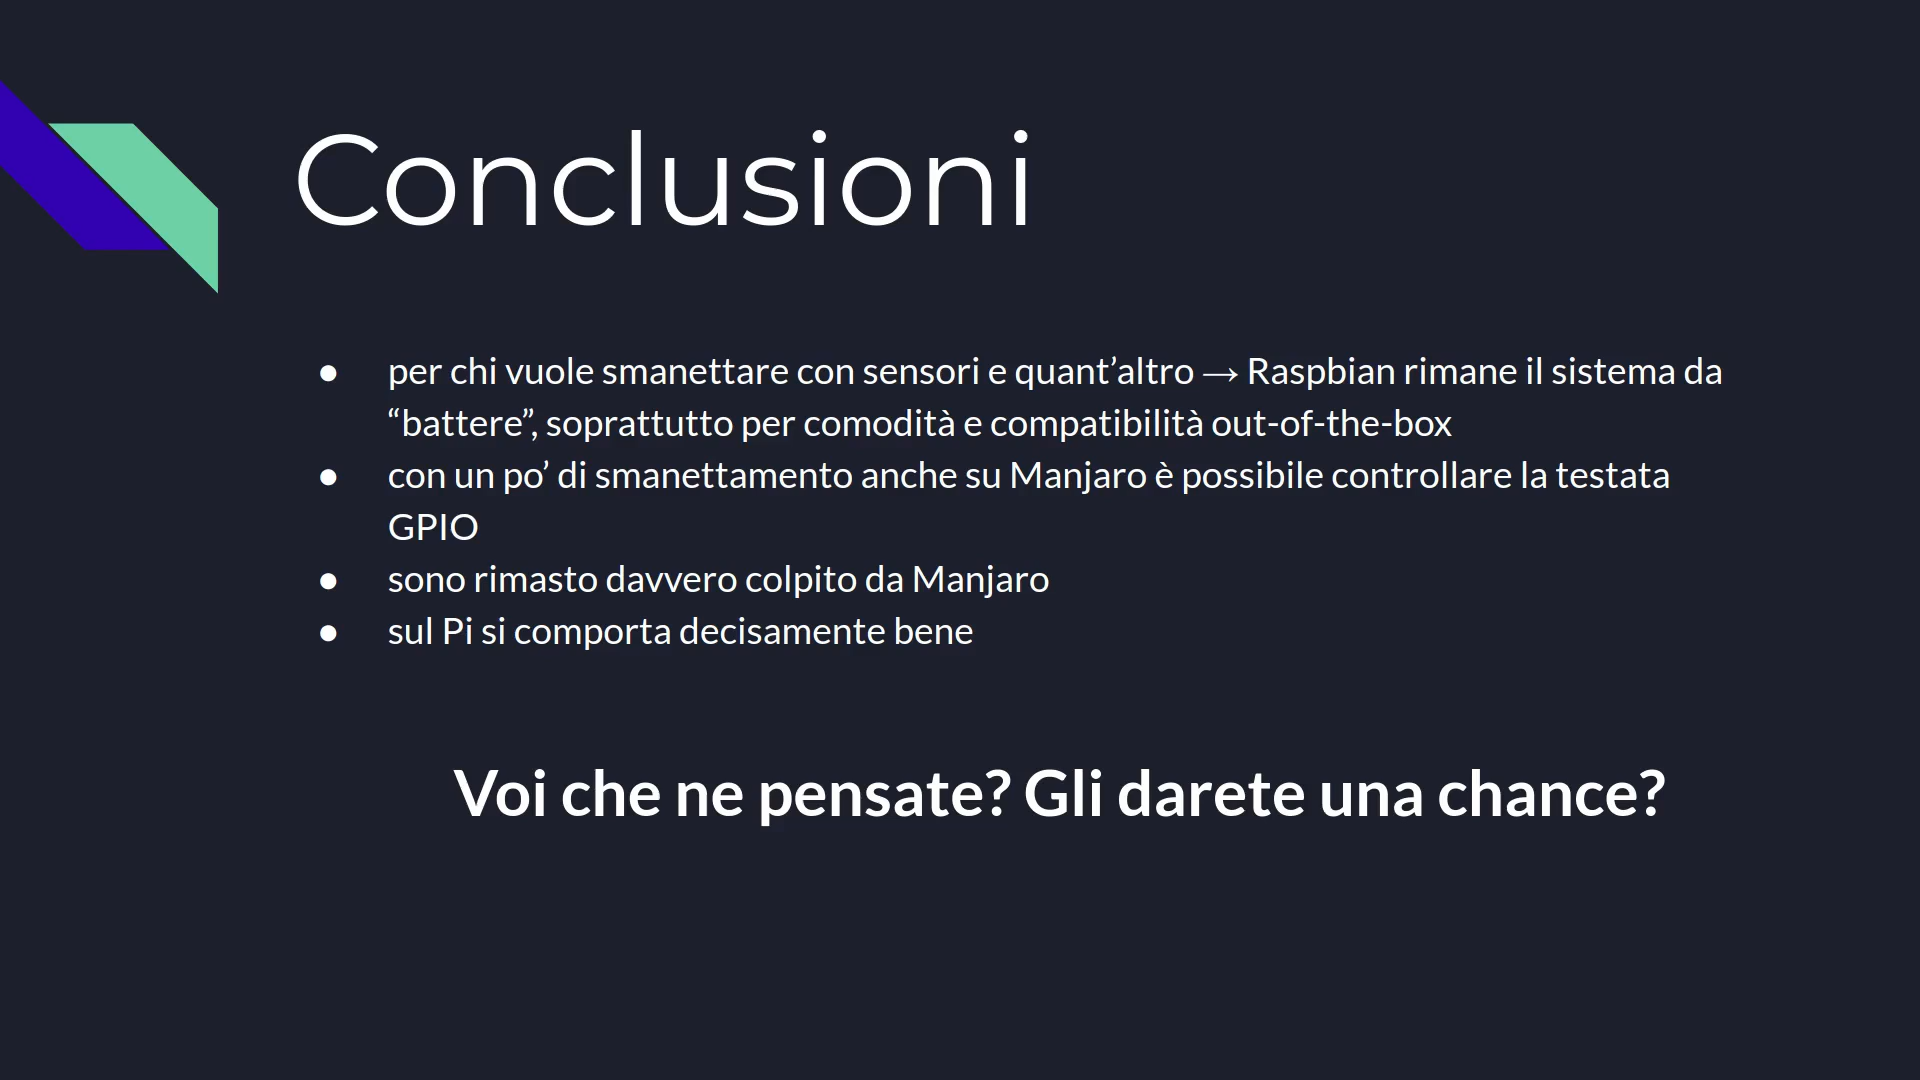 Conclusioni
● per chi vuole smanettare con sensori e quant’altro → Raspbian rimane il sistema da
“battere”, soprattutto per comodità e compatibilità out-of-the-box
● con un po’ di smanettamento anche su Manjaro è possibile controllare la testata
GPIO
● sono rimasto davvero colpito da Manjaro
● sul Pi si comporta decisamente bene
Voi che ne pensate? Gli darete una chance?